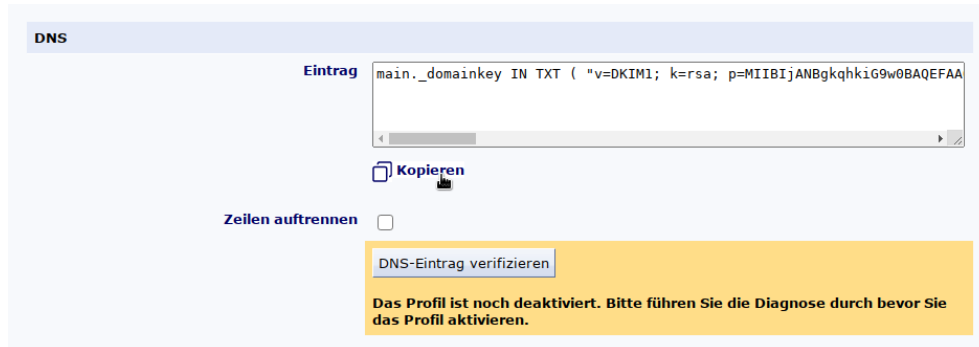 DNS
Eintrag
main._domainkey IN TXT ( "v=DKIM1; k=rsa; p=MIIBIjANBgkqhkiG9w0BAQEFAA
Kopieren
Zeilen auftrennen
DNS-Eintrag verifizieren
Das Profil ist noch deaktiviert. Bitte führen Sie die Diagnose durch bevor Sie
das Profil aktivieren.